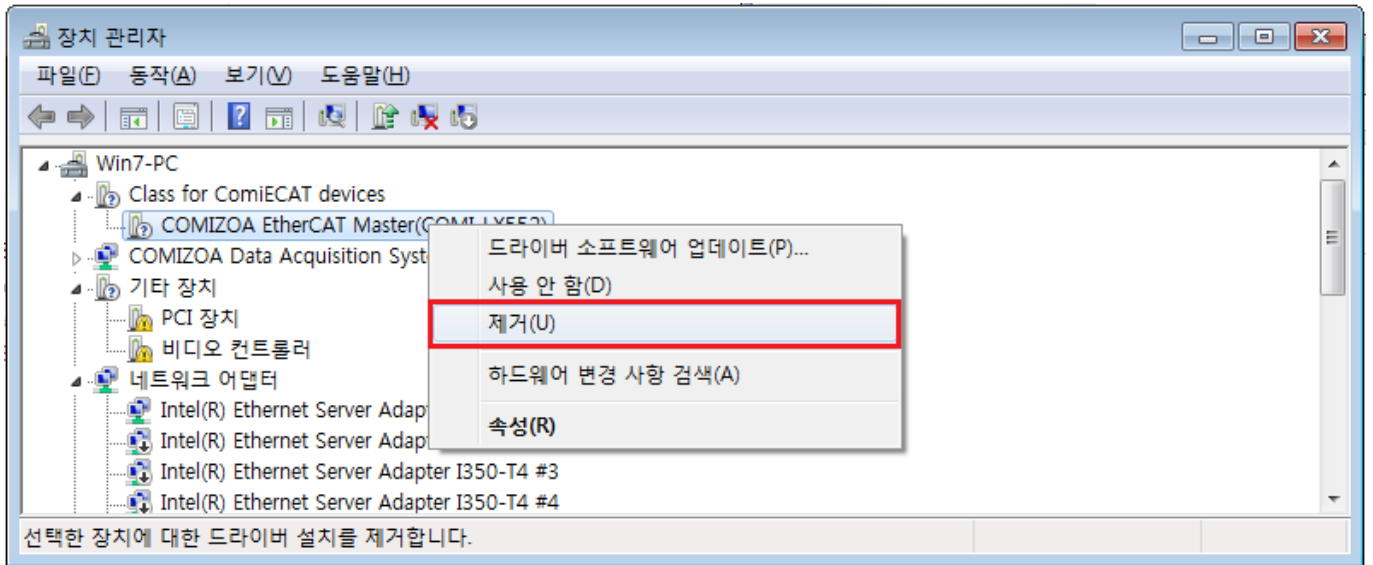 장치 관리자
파일(F) 동작(A) 보기(V) 도움말(H)
Win7-PC
Class for ComiECAT devices
COMIZOA EtherCAT Master(COMI-LX552)
COMIZOA Data Acquisition Syst
기타 장치
PCI 장치
비디오 컨트롤러
네트워크 어댑터
Intel(R) Ethernet Server Adap
Intel(R) Ethernet Server Adap
Intel(R) Ethernet Server Adapter I350-T4 #3
Intel(R) Ethernet Server Adapter I350-T4 #4
드라이버 소프트웨어 업데이트(P)...
사용 안 함(D)
제거(U)
하드웨어 변경 사항 검색(A)
속성(R)
선택한 장치에 대한 드라이버 설치를 제거합니다.